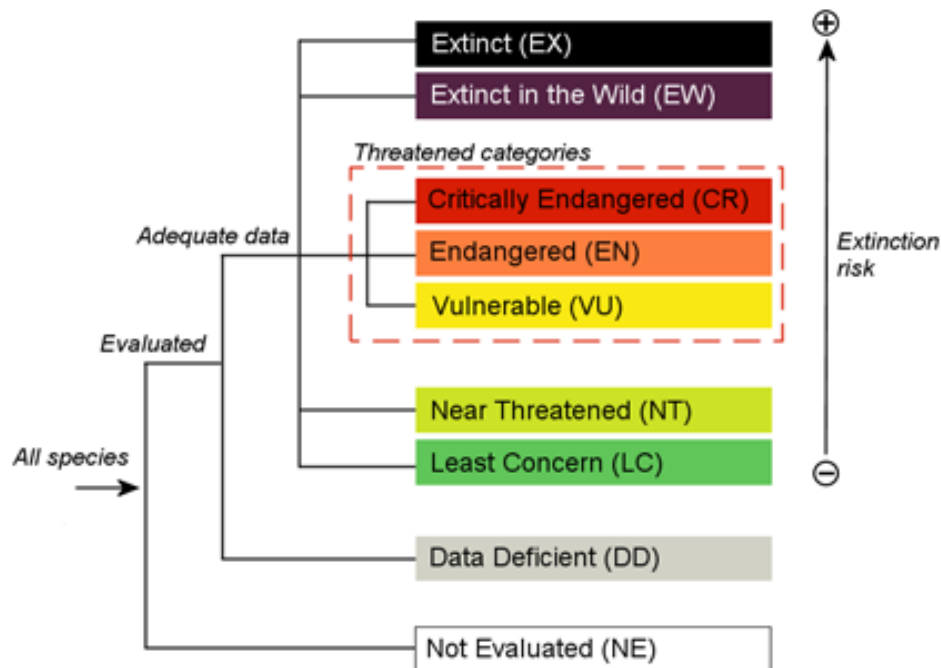 Extinct (EX)
Extinct in the Wild (EW)
Threatened categories
Critically Endangered (CR)
Adequate data
Endangered (EN)
Extinction
risk
Vulnerable (VU)
Evaluated
Near Threatened (NT)
All species
Least Concern (LC)
Data Deficient (DD)
Not Evaluated (NE)